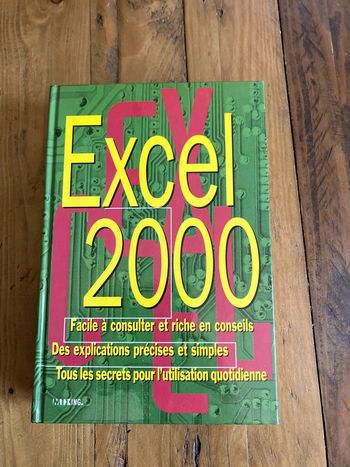 Excel
2000
Facile à consulter et riche en conseils
Des explications précises et simples
Tous les secrets pour l'utilisation quotidienne